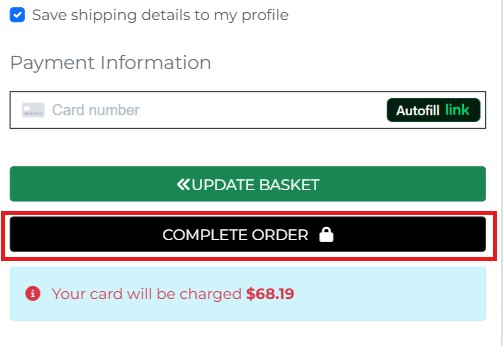 Save shipping details to my profile
Payment Information
Card number Autofill link
UPDATE BASKET
COMPLETE ORDER
Your card will be charged $68.19